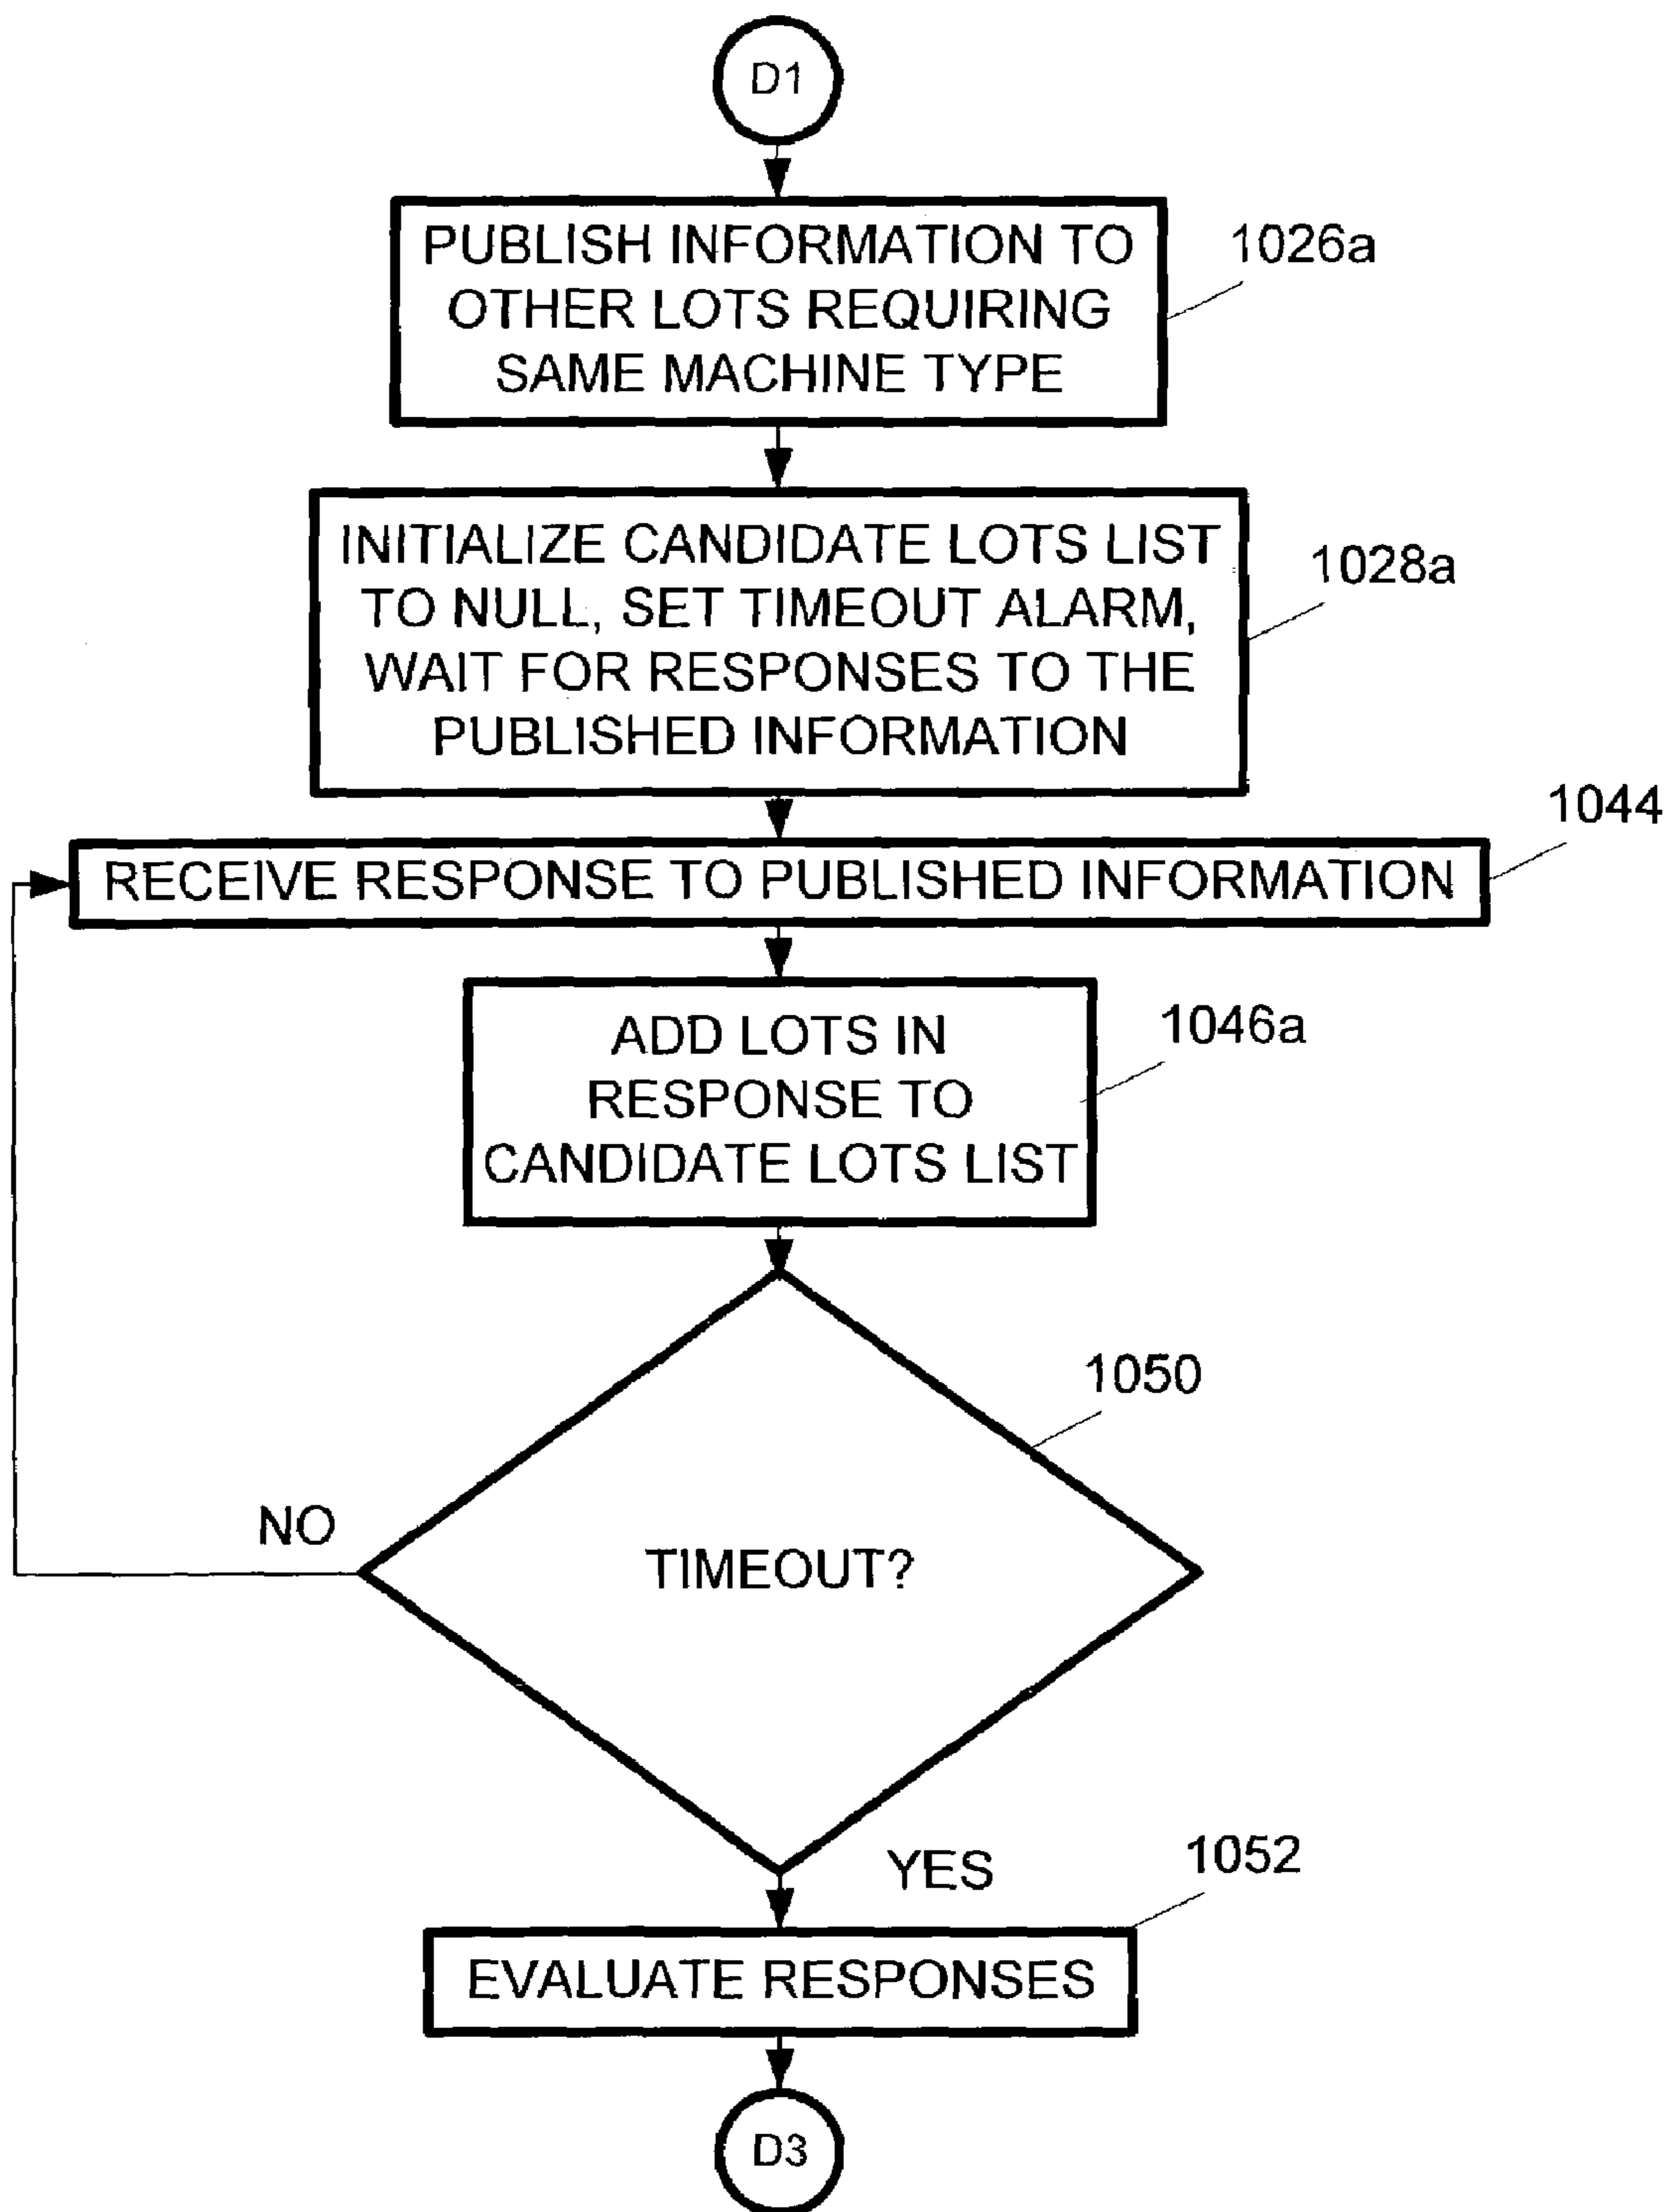 D1
PUBLISH INFORMATION TO
OTHER LOTS REQUIRING
SAME MACHINE TYPE
1026a
INITIALIZE CANDIDATE LOTS LIST
TO NULL, SET TIMEOUT ALARM,
WAIT FOR RESPONSES TO THE
PUBLISHED INFORMATION
1028a
1044
RECEIVE RESPONSE TO PUBLISHED INFORMATION
ADD LOTS IN
RESPONSE TO
CANDIDATE LOTS LIST
1046a
1050
NO
TIMEOUT?
YES
1052
EVALUATE RESPONSES
D3